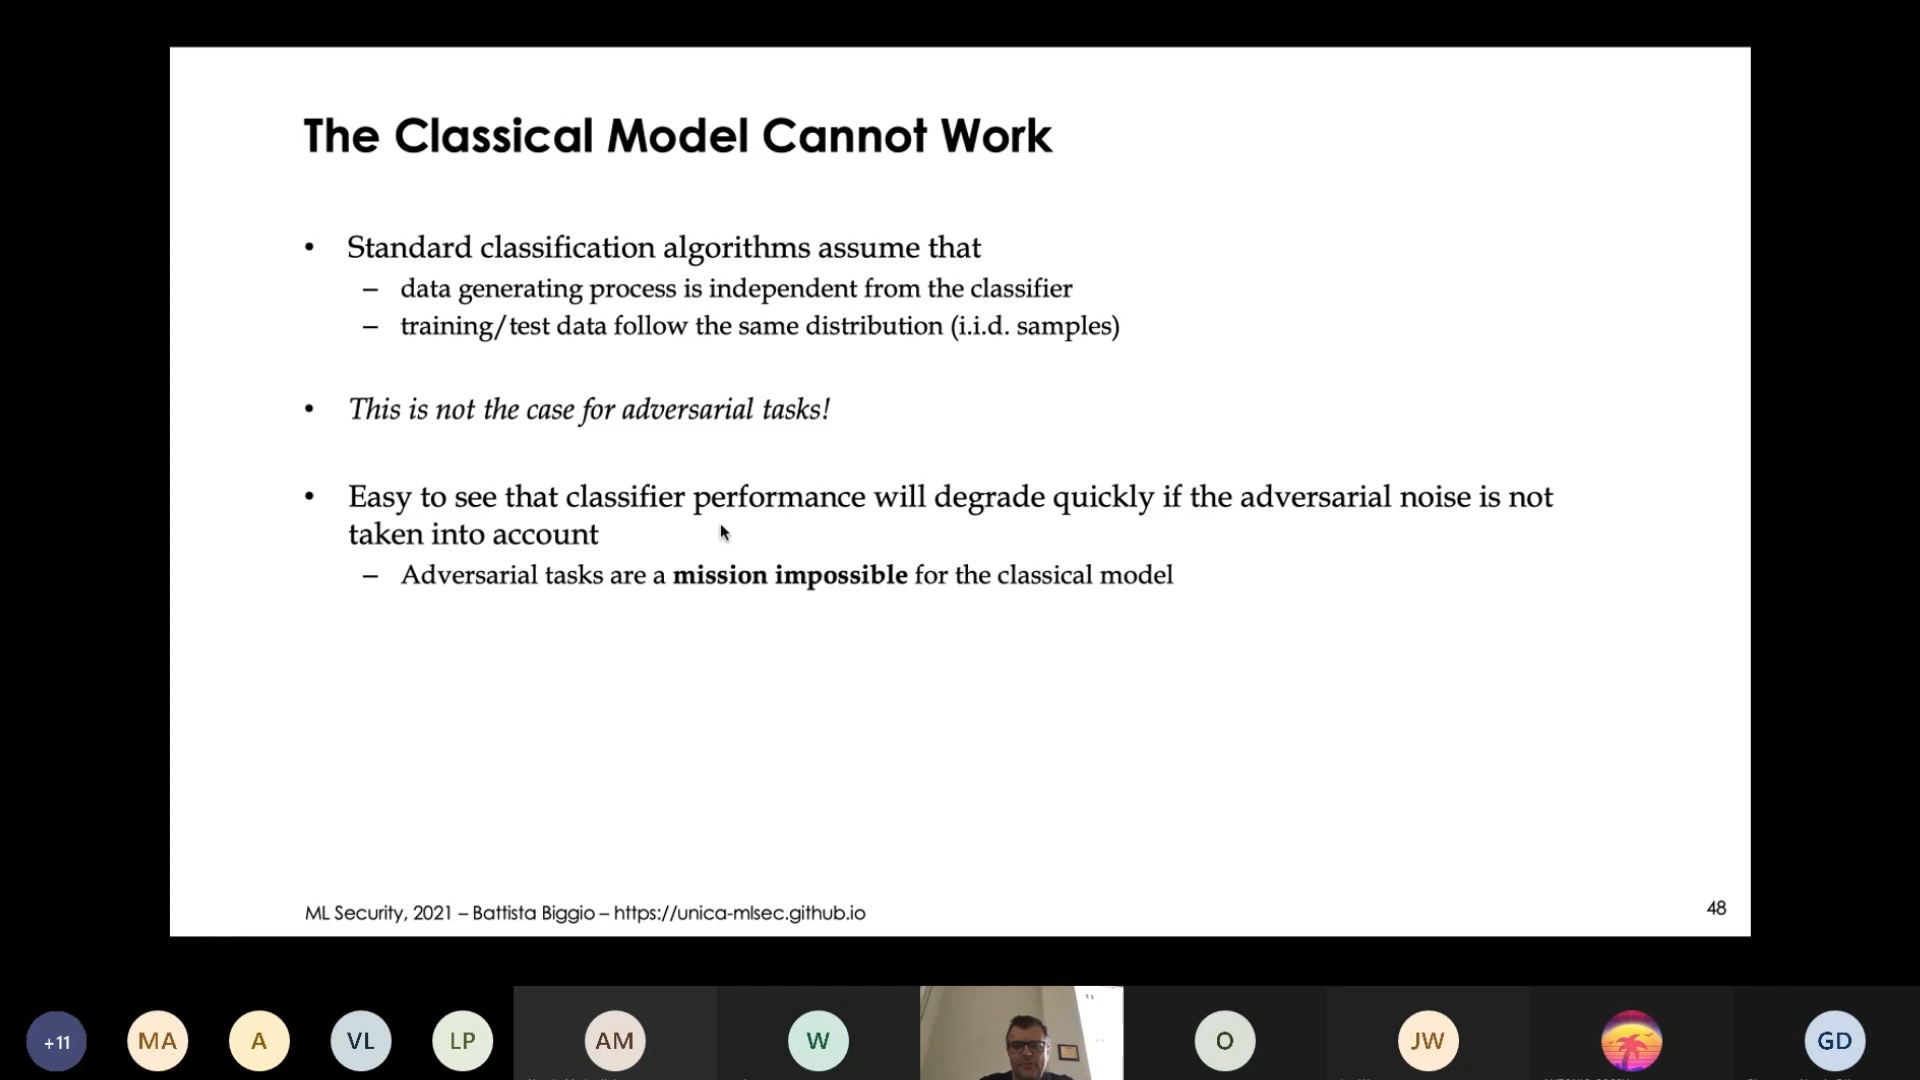 The Classical Model Cannot Work
• Standard classification algorithms assume that
– data generating process is independent from the classifier
– training/test data follow the same distribution (i.i.d. samples)
• This is not the case for adversarial tasks!
• Easy to see that classifier performance will degrade quickly if the adversarial noise is not
taken into account
– Adversarial tasks are a mission impossible for the classical model
ML Security, 2021 – Battista Biggio – https://unica-mlsec.github.io
48
+11
MA
A
VL
LP
AM
W
O
JW
GD